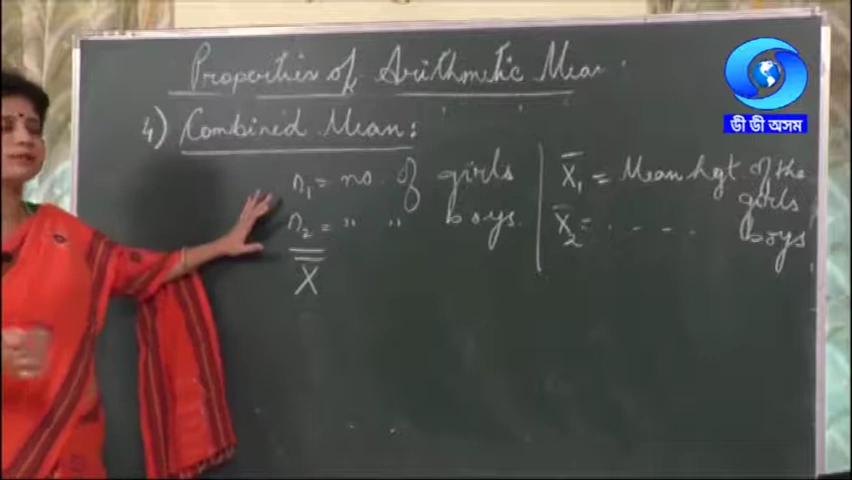 Properties of Arithmetic Mean.
4) Combined Mean:
n₁ = no. of girls
n₂ = " " boys.
X̿
X̅₁ = Mean hgt of the girls
X̅₂ = . . . . boys
ডী ডী অসম